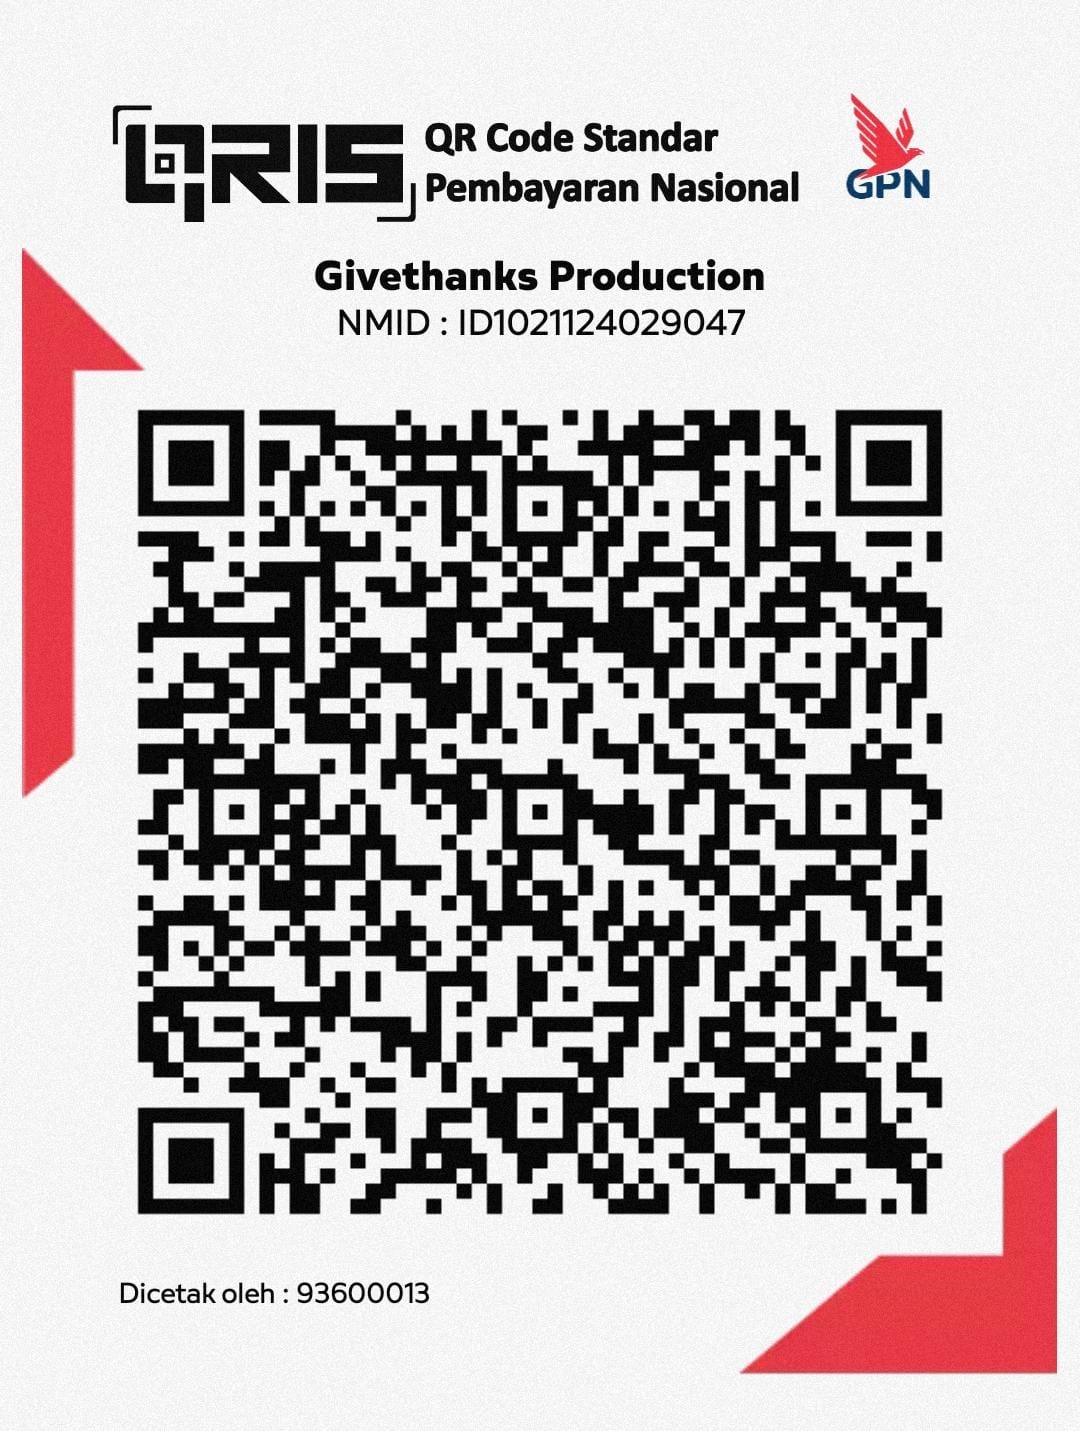 QRIS QR Code Standar
Pembayaran Nasional
GPN
Givethanks Production
NMID : ID1021124029047
Dicetak oleh : 93600013